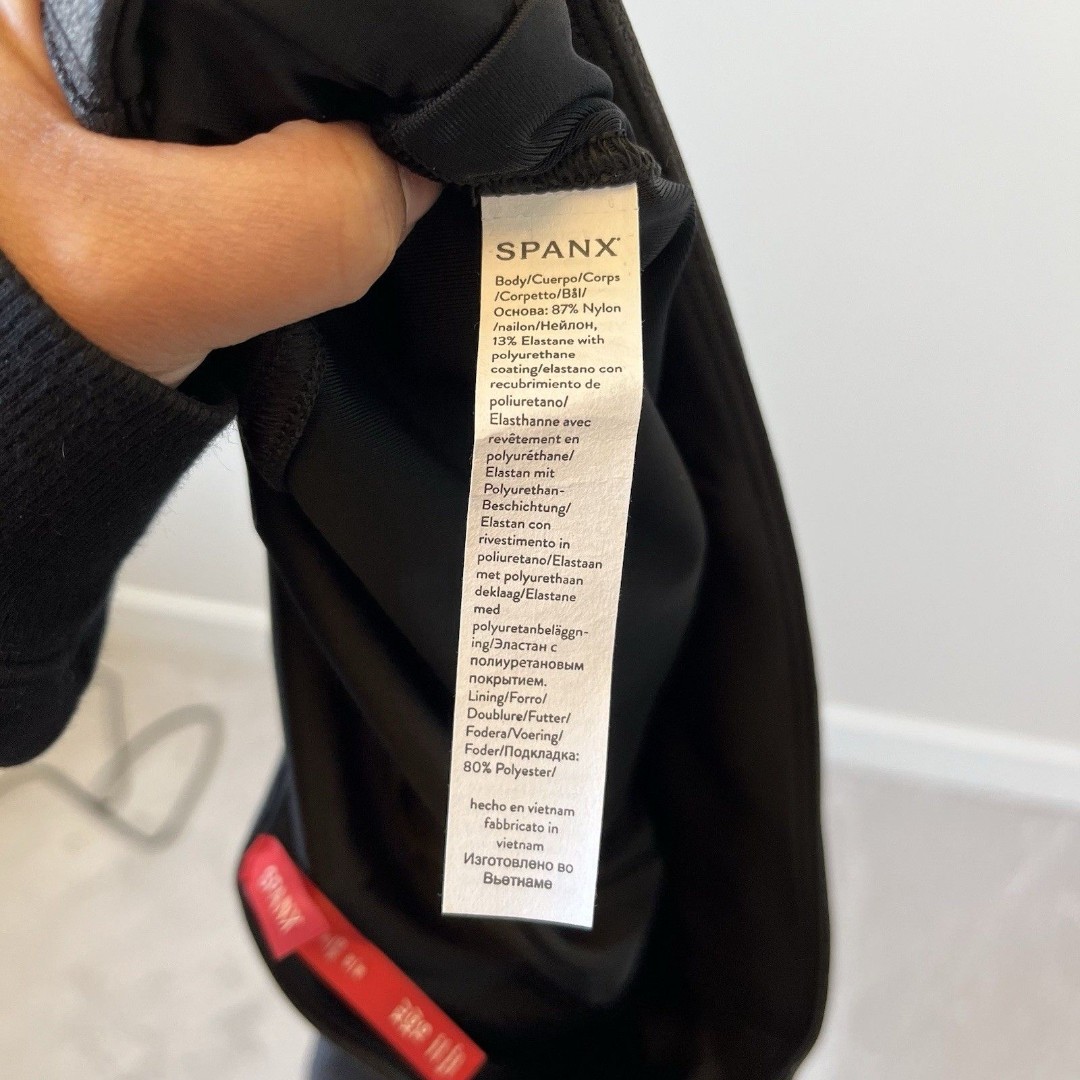 SPANX
Body/Cuerpo/Corps
/Corpetto/Bål/
Основа: 87% Nylon
/nailon/Нейлон,
13% Elastane with
polyurethane
coating/elastano con
recubrimiento de
poliuretano/
Elasthanne avec
revêtement en
polyuréthane/
Elastan mit
Polyurethan-
Beschichtung/
Elastan con
rivestimento in
poliuretano/Elastaan
met polyurethaan
deklaag/Elastane
med
polyuretanbeläggn-
ing/Эластан с
полиуретановым
покрытием.
Lining/Forro/
Doublure/Futter/
Fodera/Voering/
Foder/Подкладка:
80% Polyester/
hecho en vietnam
fabbricato in
vietnam
Изготовлено во
Вьетнаме
SPANX